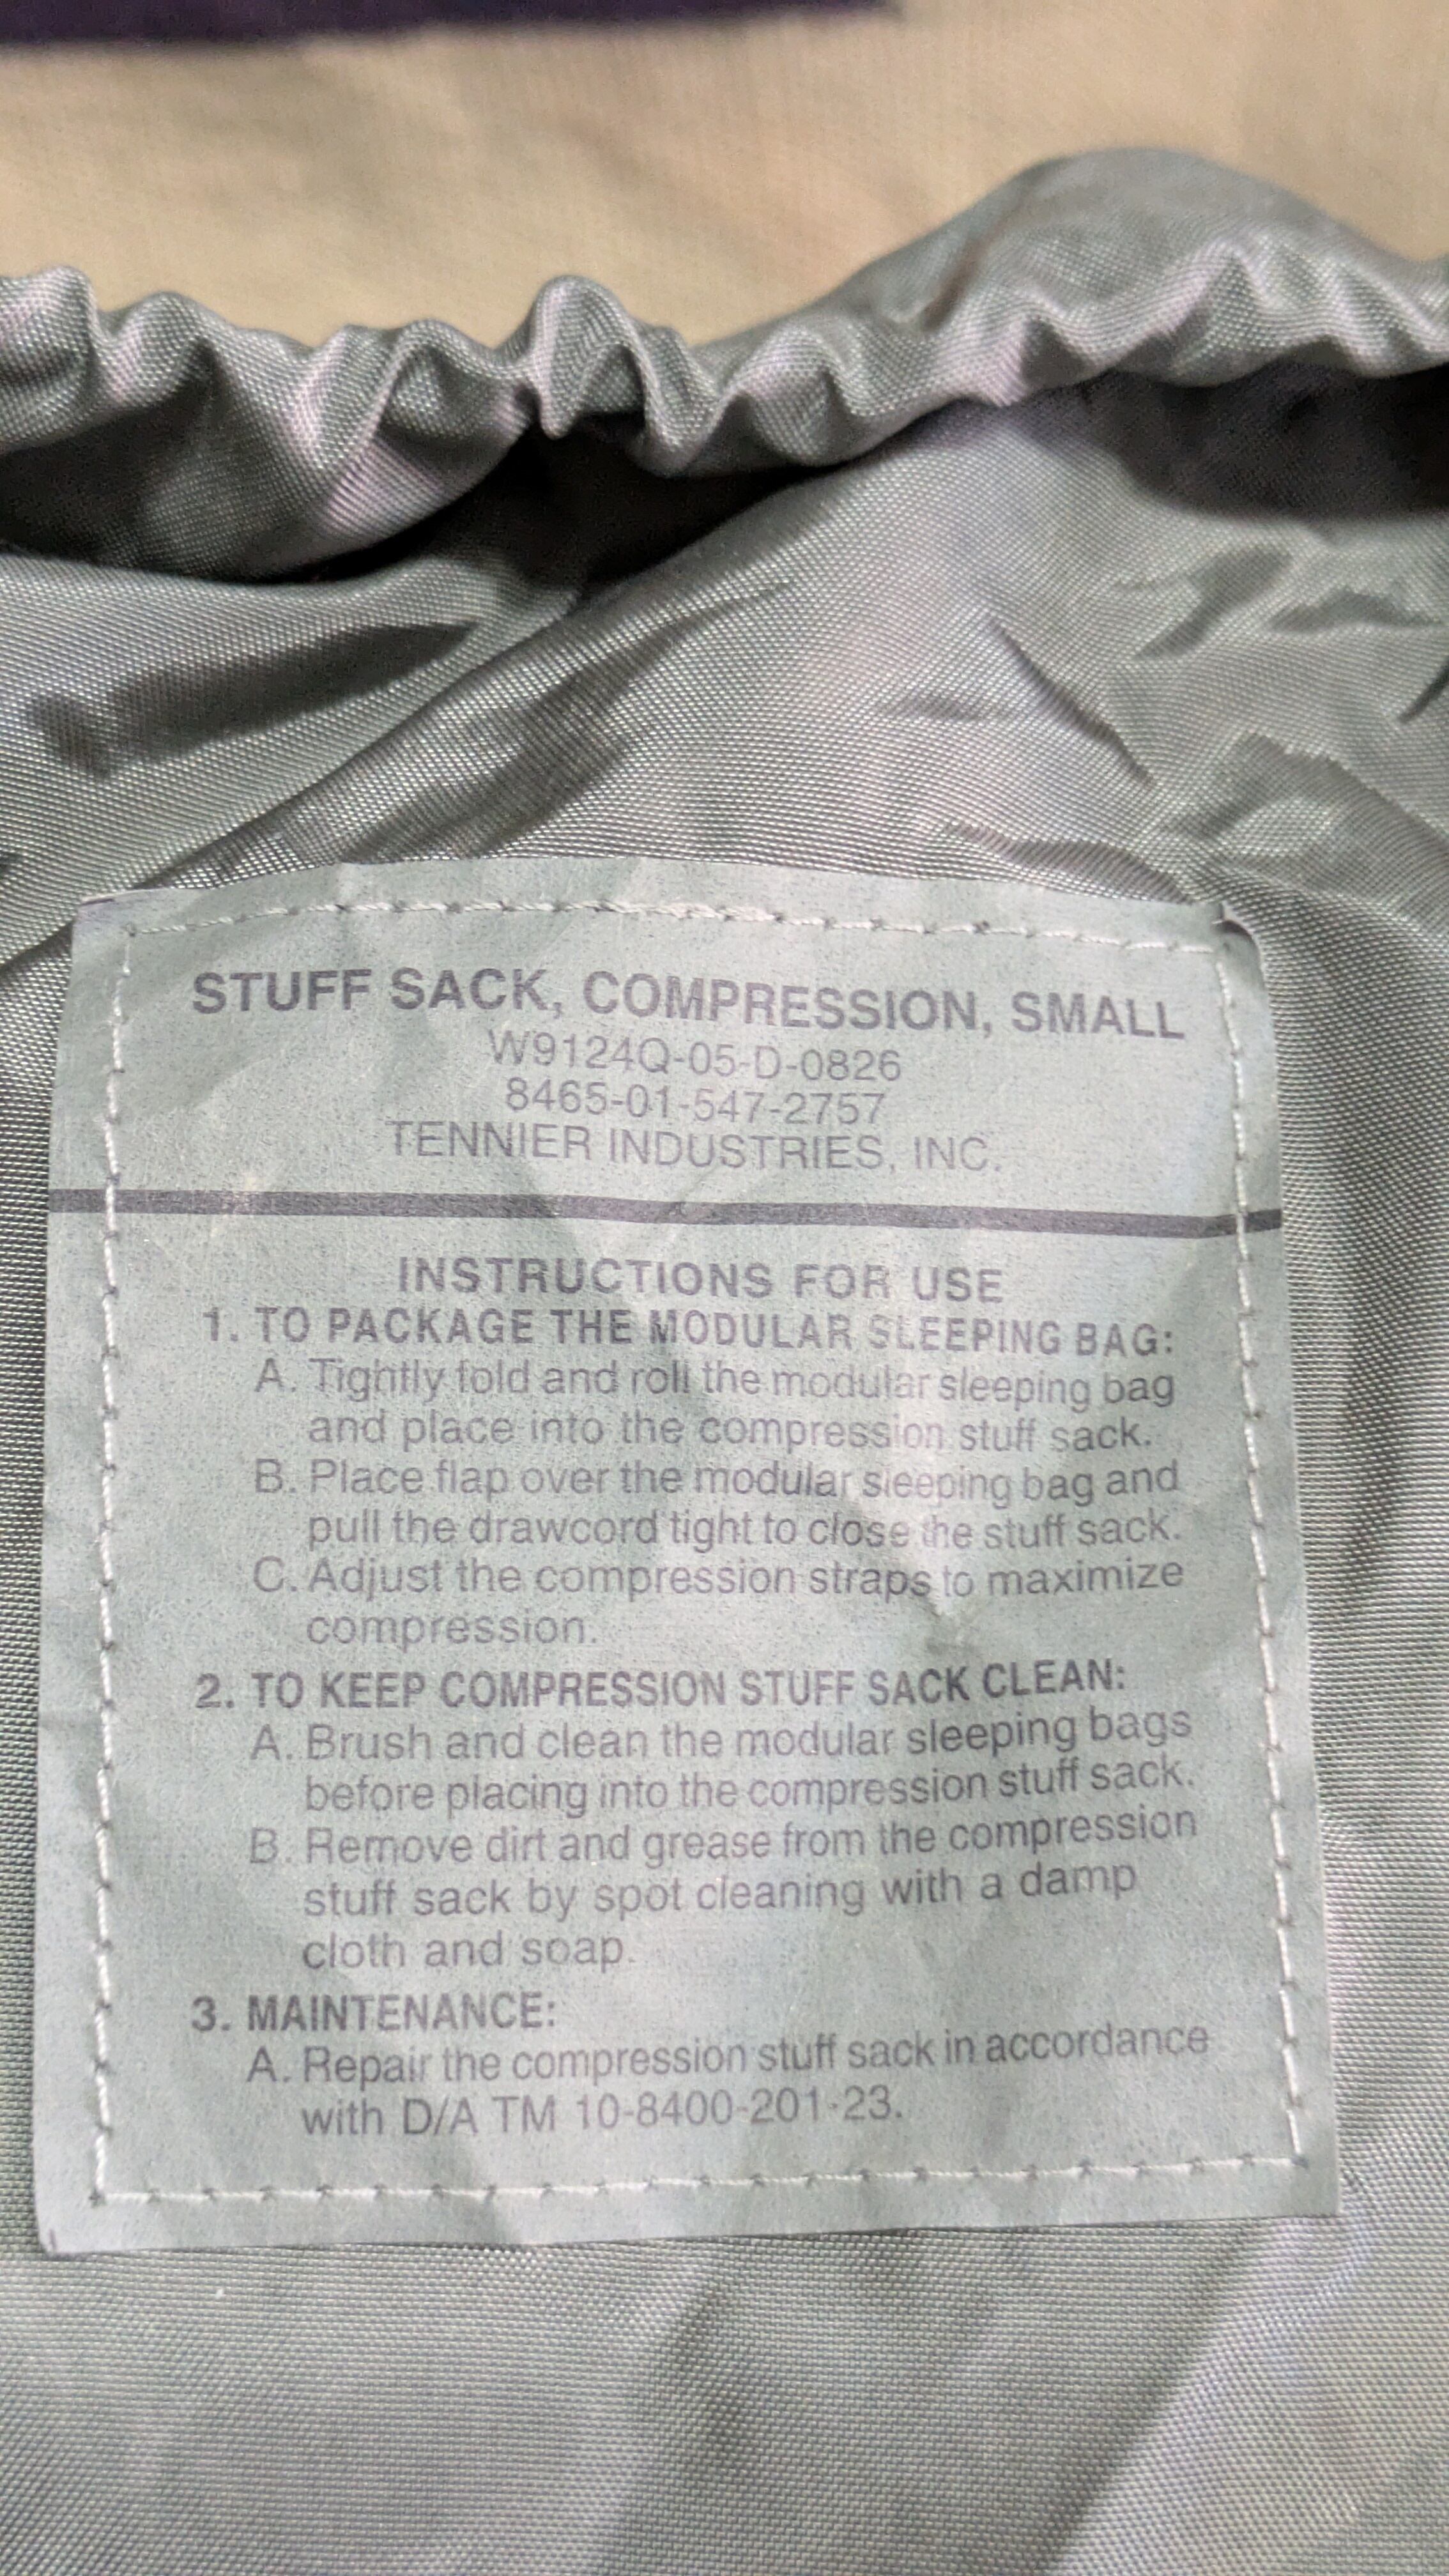 STUFF SACK, COMPRESSION, SMALL
W9124Q-05-D-0826
8465-01-547-2757
TENNIER INDUSTRIES, INC.
INSTRUCTIONS FOR USE
1. TO PACKAGE THE MODULAR SLEEPING BAG:
A. Tightly fold and roll the modular sleeping bag
and place into the compression stuff sack.
B. Place flap over the modular sleeping bag and
pull the drawcord tight to close the stuff sack.
C. Adjust the compression straps to maximize
compression.
2. TO KEEP COMPRESSION STUFF SACK CLEAN:
A. Brush and clean the modular sleeping bags
before placing into the compression stuff sack.
B. Remove dirt and grease from the compression
stuff sack by spot cleaning with a damp
cloth and soap.
3. MAINTENANCE:
A. Repair the compression stuff sack in accordance
with D/A TM 10-8400-201-23.